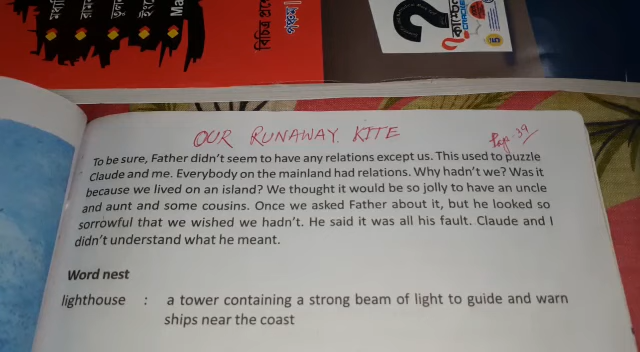 OUR RUNAWAY KITE
Page-39
To be sure, Father didn't seem to have any relations except us. This used to puzzle
Claude and me. Everybody on the mainland had relations. Why hadn't we? Was it
because we lived on an island? We thought it would be so jolly to have an uncle
and aunt and some cousins. Once we asked Father about it, but he looked so
sorrowful that we wished we hadn't. He said it was all his fault. Claude and I
didn't understand what he meant.
Word nest
lighthouse : a tower containing a strong beam of light to guide and warn
ships near the coast